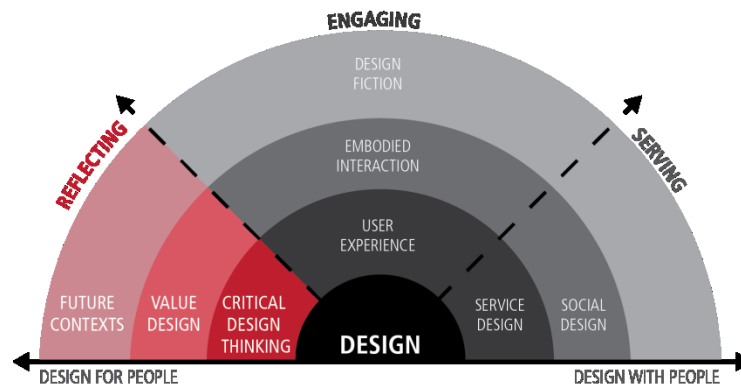 ENGAGING
DESIGN
FICTION
REFLECTING
SERVING
EMBODIED
INTERACTION
USER
EXPERIENCE
FUTURE
CONTEXTS
VALUE
DESIGN
CRITICAL
DESIGN
THINKING
DESIGN
SERVICE
DESIGN
SOCIAL
DESIGN
DESIGN FOR PEOPLE
DESIGN WITH PEOPLE